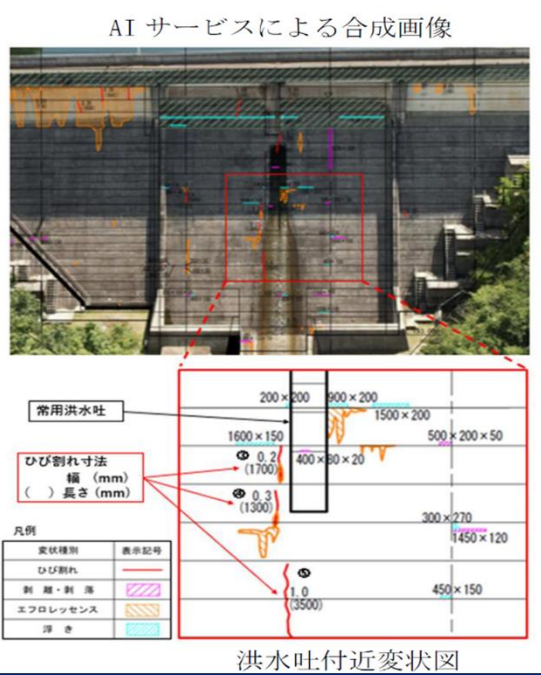 AI サービスによる合成画像
200×200
900×200
1500×200
常用洪水吐
1600×150
500×200×50
0.2
(1700)
400×80×20
ひび割れ寸法
幅 (mm)
( ) 長さ(mm)
0.3
(1300)
300×270
1450×120
凡例
変状種別 表示記号
ひび割れ
剥離・剥落
エフロレッセンス
浮き
1.0
(3500)
450×150
洪水吐付近変状図